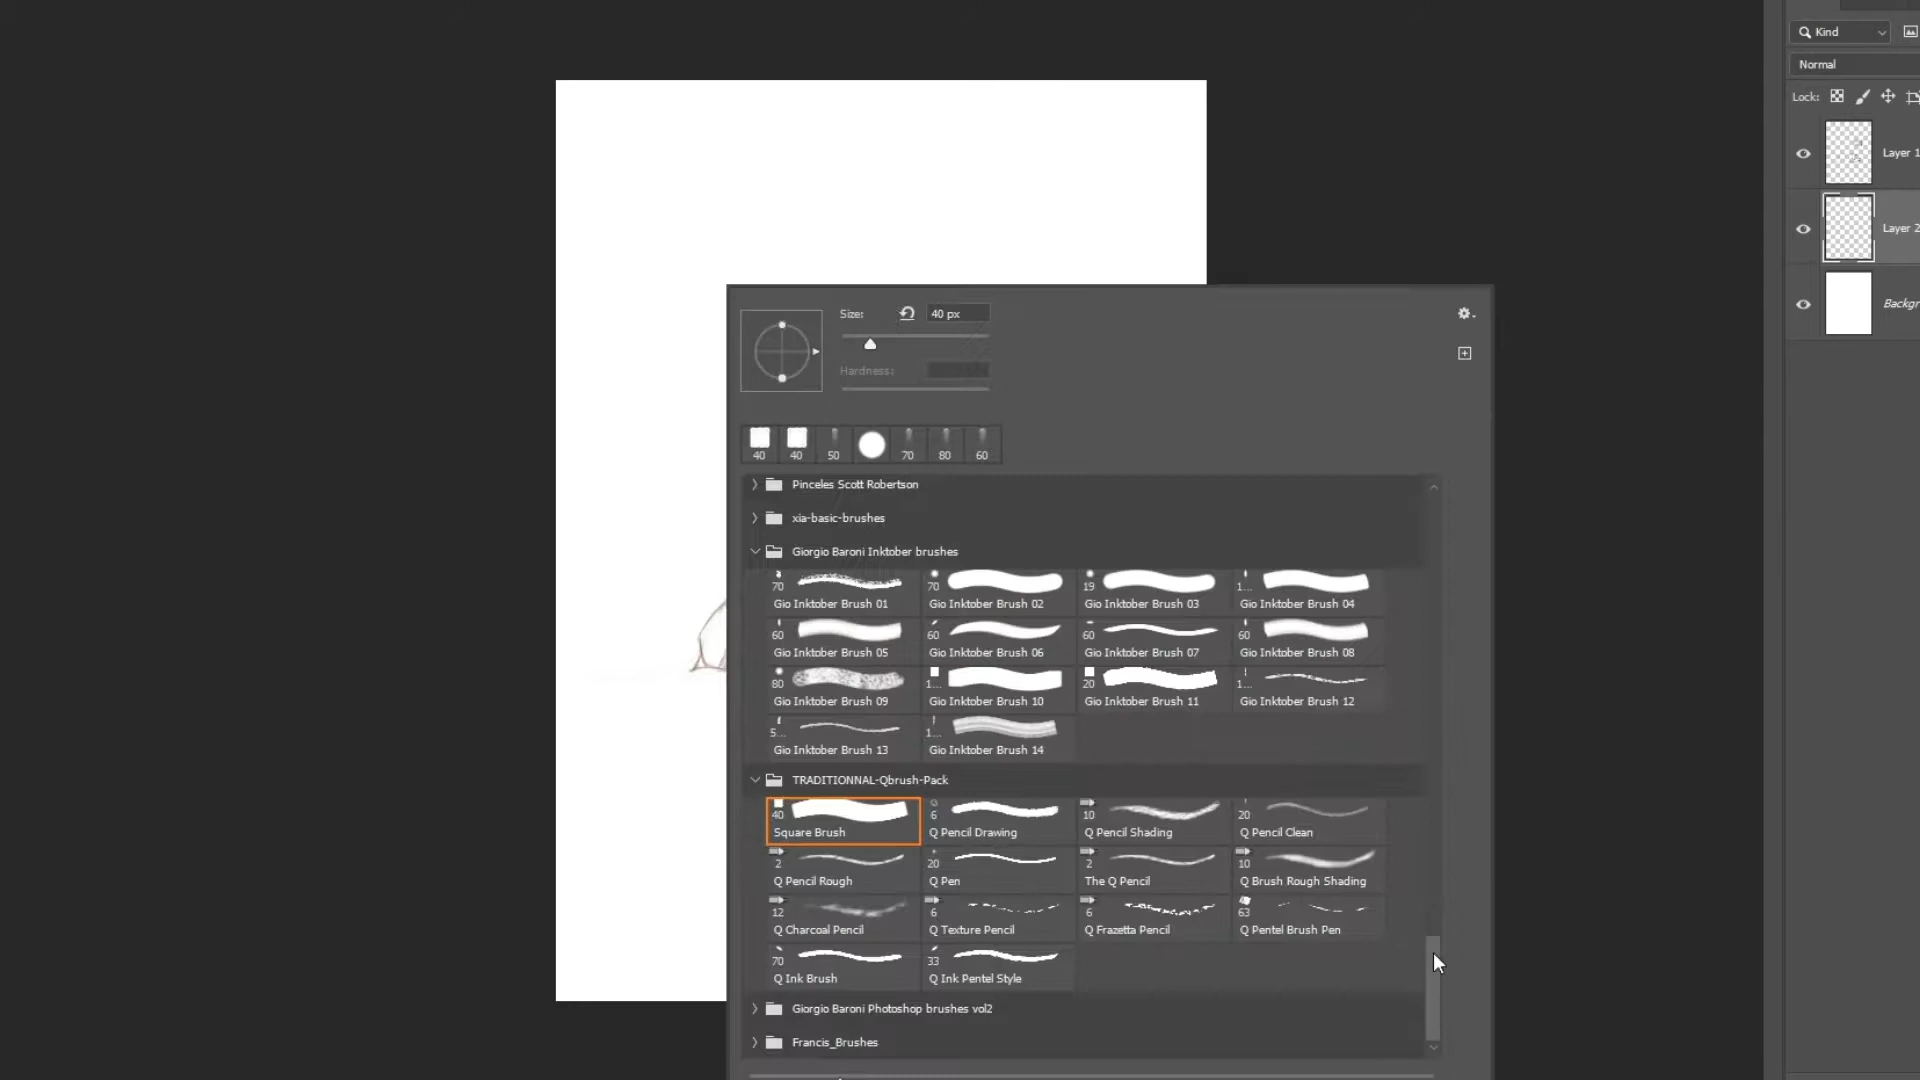 Kind
Normal
Lock:
Layer 1
Layer 2
Backgr
Size: 40 px
Hardness:
40 40 50 70 80 60
Pinceles Scott Robertson
xia-basic-brushes
Giorgio Baroni Inktober brushes
70 70 19 1...
Gio Inktober Brush 01 Gio Inktober Brush 02 Gio Inktober Brush 03 Gio Inktober Brush 04
60 60 60 60
Gio Inktober Brush 05 Gio Inktober Brush 06 Gio Inktober Brush 07 Gio Inktober Brush 08
80 1... 20 1...
Gio Inktober Brush 09 Gio Inktober Brush 10 Gio Inktober Brush 11 Gio Inktober Brush 12
5... 1...
Gio Inktober Brush 13 Gio Inktober Brush 14
TRADITIONNAL-Qbrush-Pack
40 6 10 20
Square Brush Q Pencil Drawing Q Pencil Shading Q Pencil Clean
2 20 2 10
Q Pencil Rough Q Pen The Q Pencil Q Brush Rough Shading
12 6 6 63
Q Charcoal Pencil Q Texture Pencil Q Frazetta Pencil Q Pentel Brush Pen
70 33
Q Ink Brush Q Ink Pentel Style
Giorgio Baroni Photoshop brushes vol2
Francis_Brushes